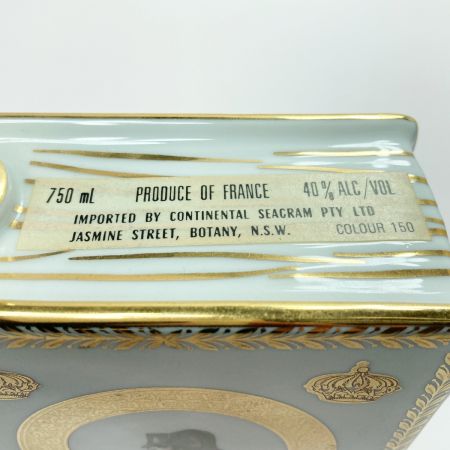 750 mL PRODUCE OF FRANCE 40% ALC/VOL
IMPORTED BY CONTINENTAL SEAGRAM PTY LTD
JASMINE STREET, BOTANY, N.S.W. COLOUR 150